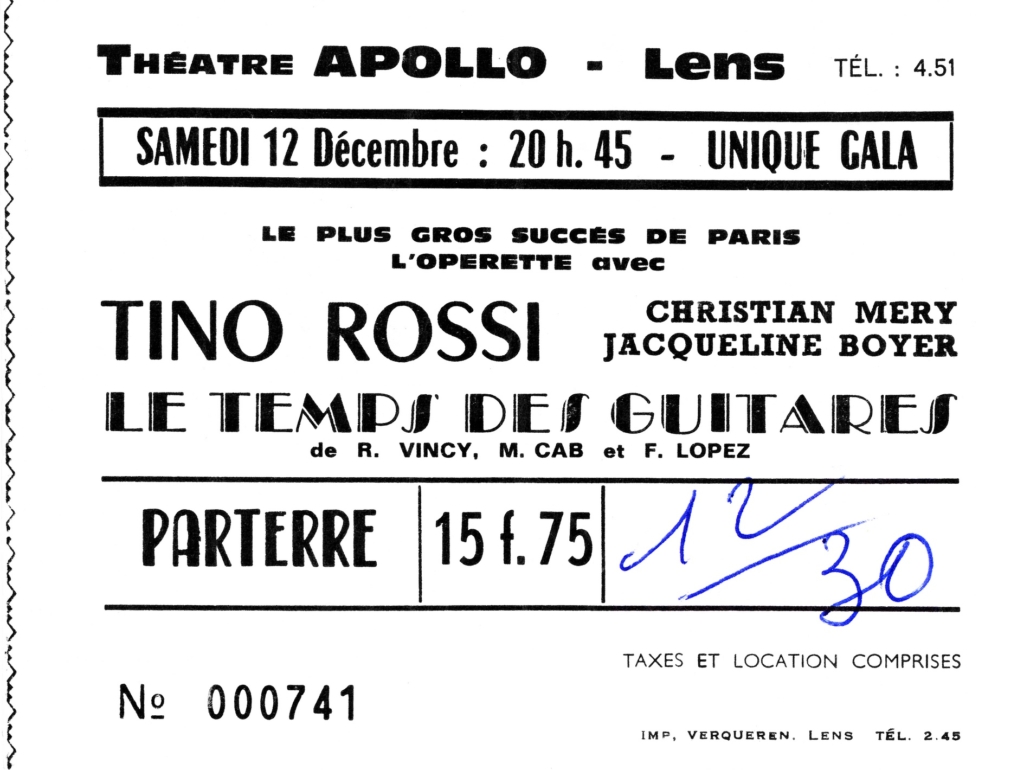 THÉATRE APOLLO - Lens TÉL. : 4.51
SAMEDI 12 Décembre : 20 h. 45 - UNIQUE GALA
LE PLUS GROS SUCCÉS DE PARIS
L'OPERETTE avec
TINO ROSSI
CHRISTIAN MERY
JACQUELINE BOYER
LE TEMPS DES GUITARES
de R. VINCY, M. CAB et F. LOPEZ
PARTERRE 15 f. 75 12/30
TAXES ET LOCATION COMPRISES
Nº 000741
IMP, VERQUEREN. LENS TÉL. 2.45